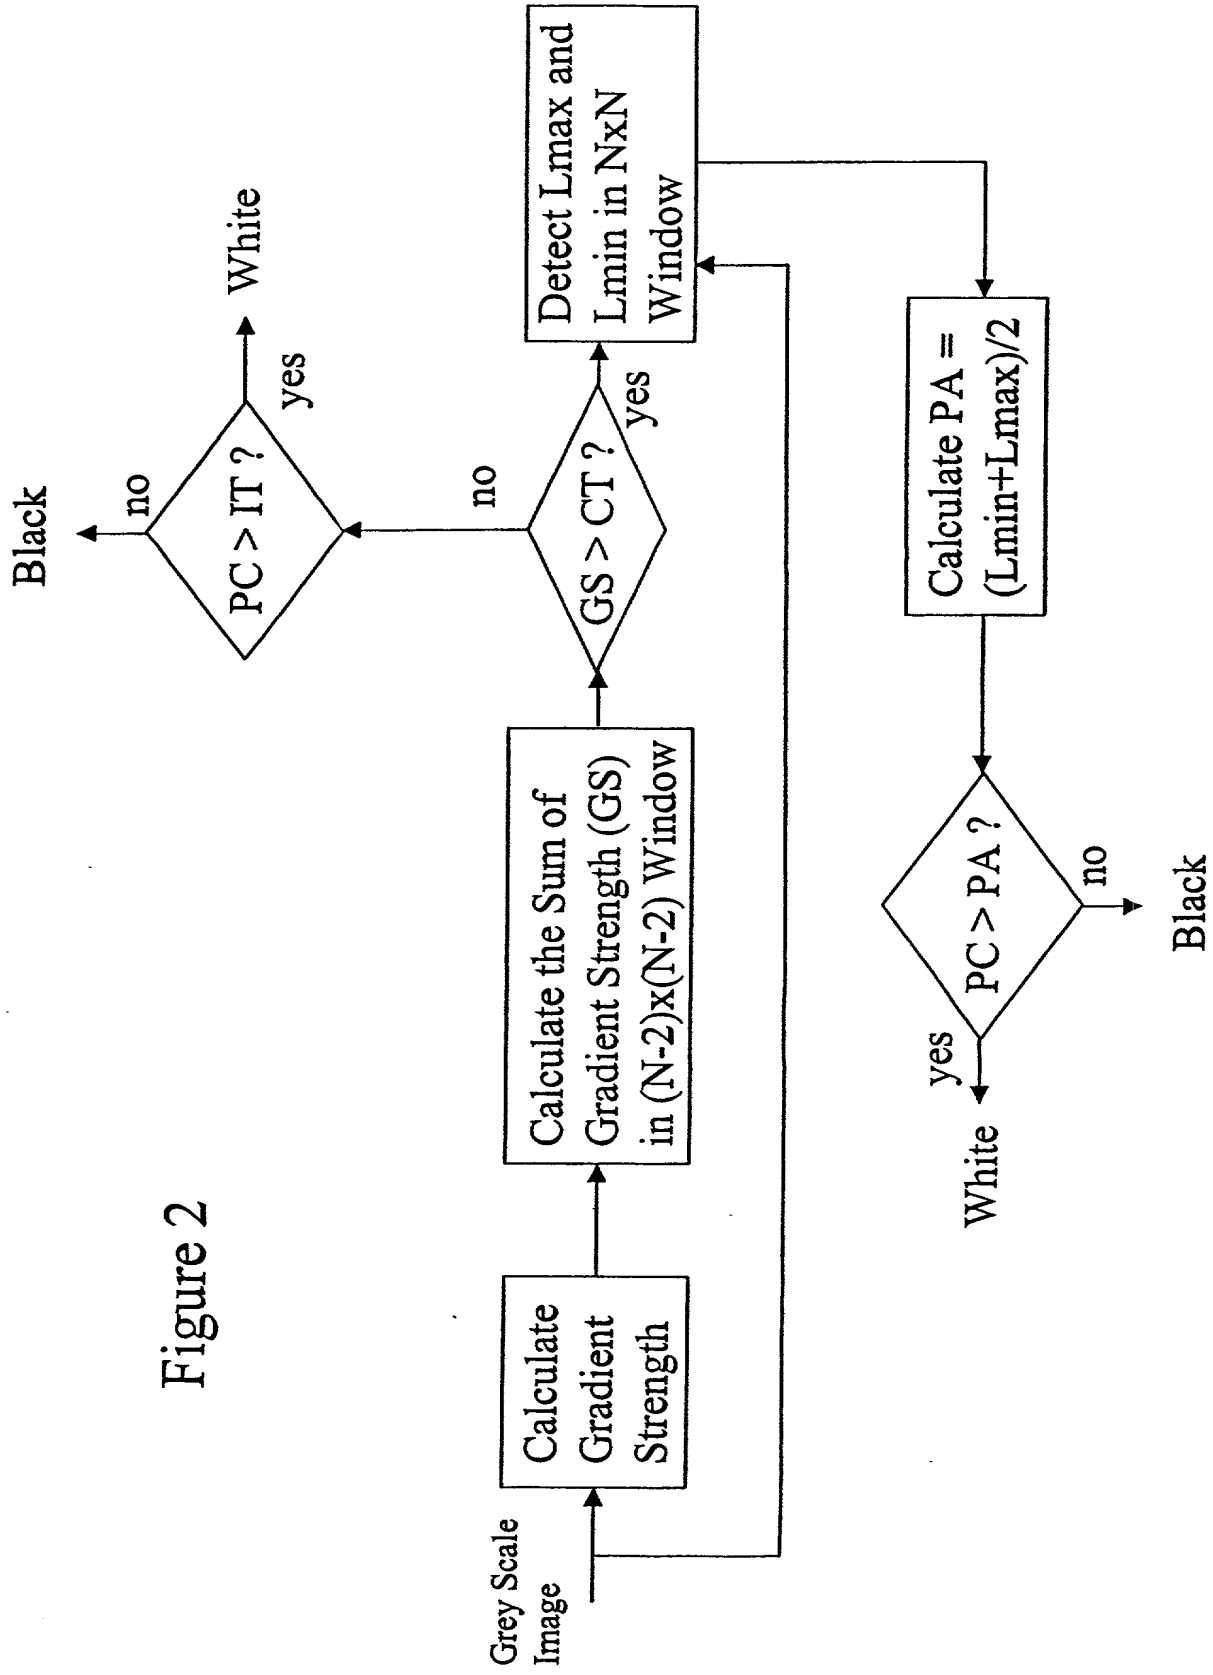 Figure 2
Grey Scale
Image
Calculate
Gradient
Strength
Calculate the Sum of
Gradient Strength (GS)
in (N-2)x(N-2) Window
GS > CT ?
no
yes
PC > IT ?
no
Black
yes
White
Detect Lmax and
Lmin in NxN
Window
Calculate PA =
(Lmin+Lmax)/2
PC > PA ?
yes
White
no
Black